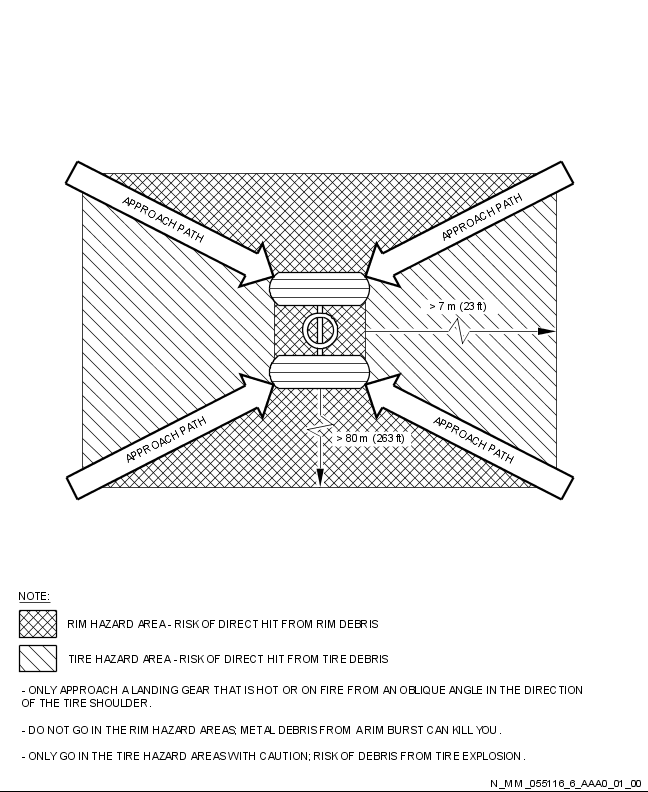 APPROACH PATH
APPROACH PATH
> 7 m (23 ft)
> 80 m (263 ft)
APPROACH PATH
APPROACH PATH
NOTE:
RIM HAZARD AREA - RISK OF DIRECT HIT FROM RIM DEBRIS
TIRE HAZARD AREA - RISK OF DIRECT HIT FROM TIRE DEBRIS
- ONLY APPROACH A LANDING GEAR THAT IS HOT OR ON FIRE FROM AN OBLIQUE ANGLE IN THE DIRECTION
OF THE TIRE SHOULDER.
- DO NOT GO IN THE RIM HAZARD AREAS; METAL DEBRIS FROM A RIM BURST CAN KILL YOU.
- ONLY GO IN THE TIRE HAZARD AREAS WITH CAUTION; RISK OF DEBRIS FROM TIRE EXPLOSION.
N_MM_055116_6_AAA0_01_00